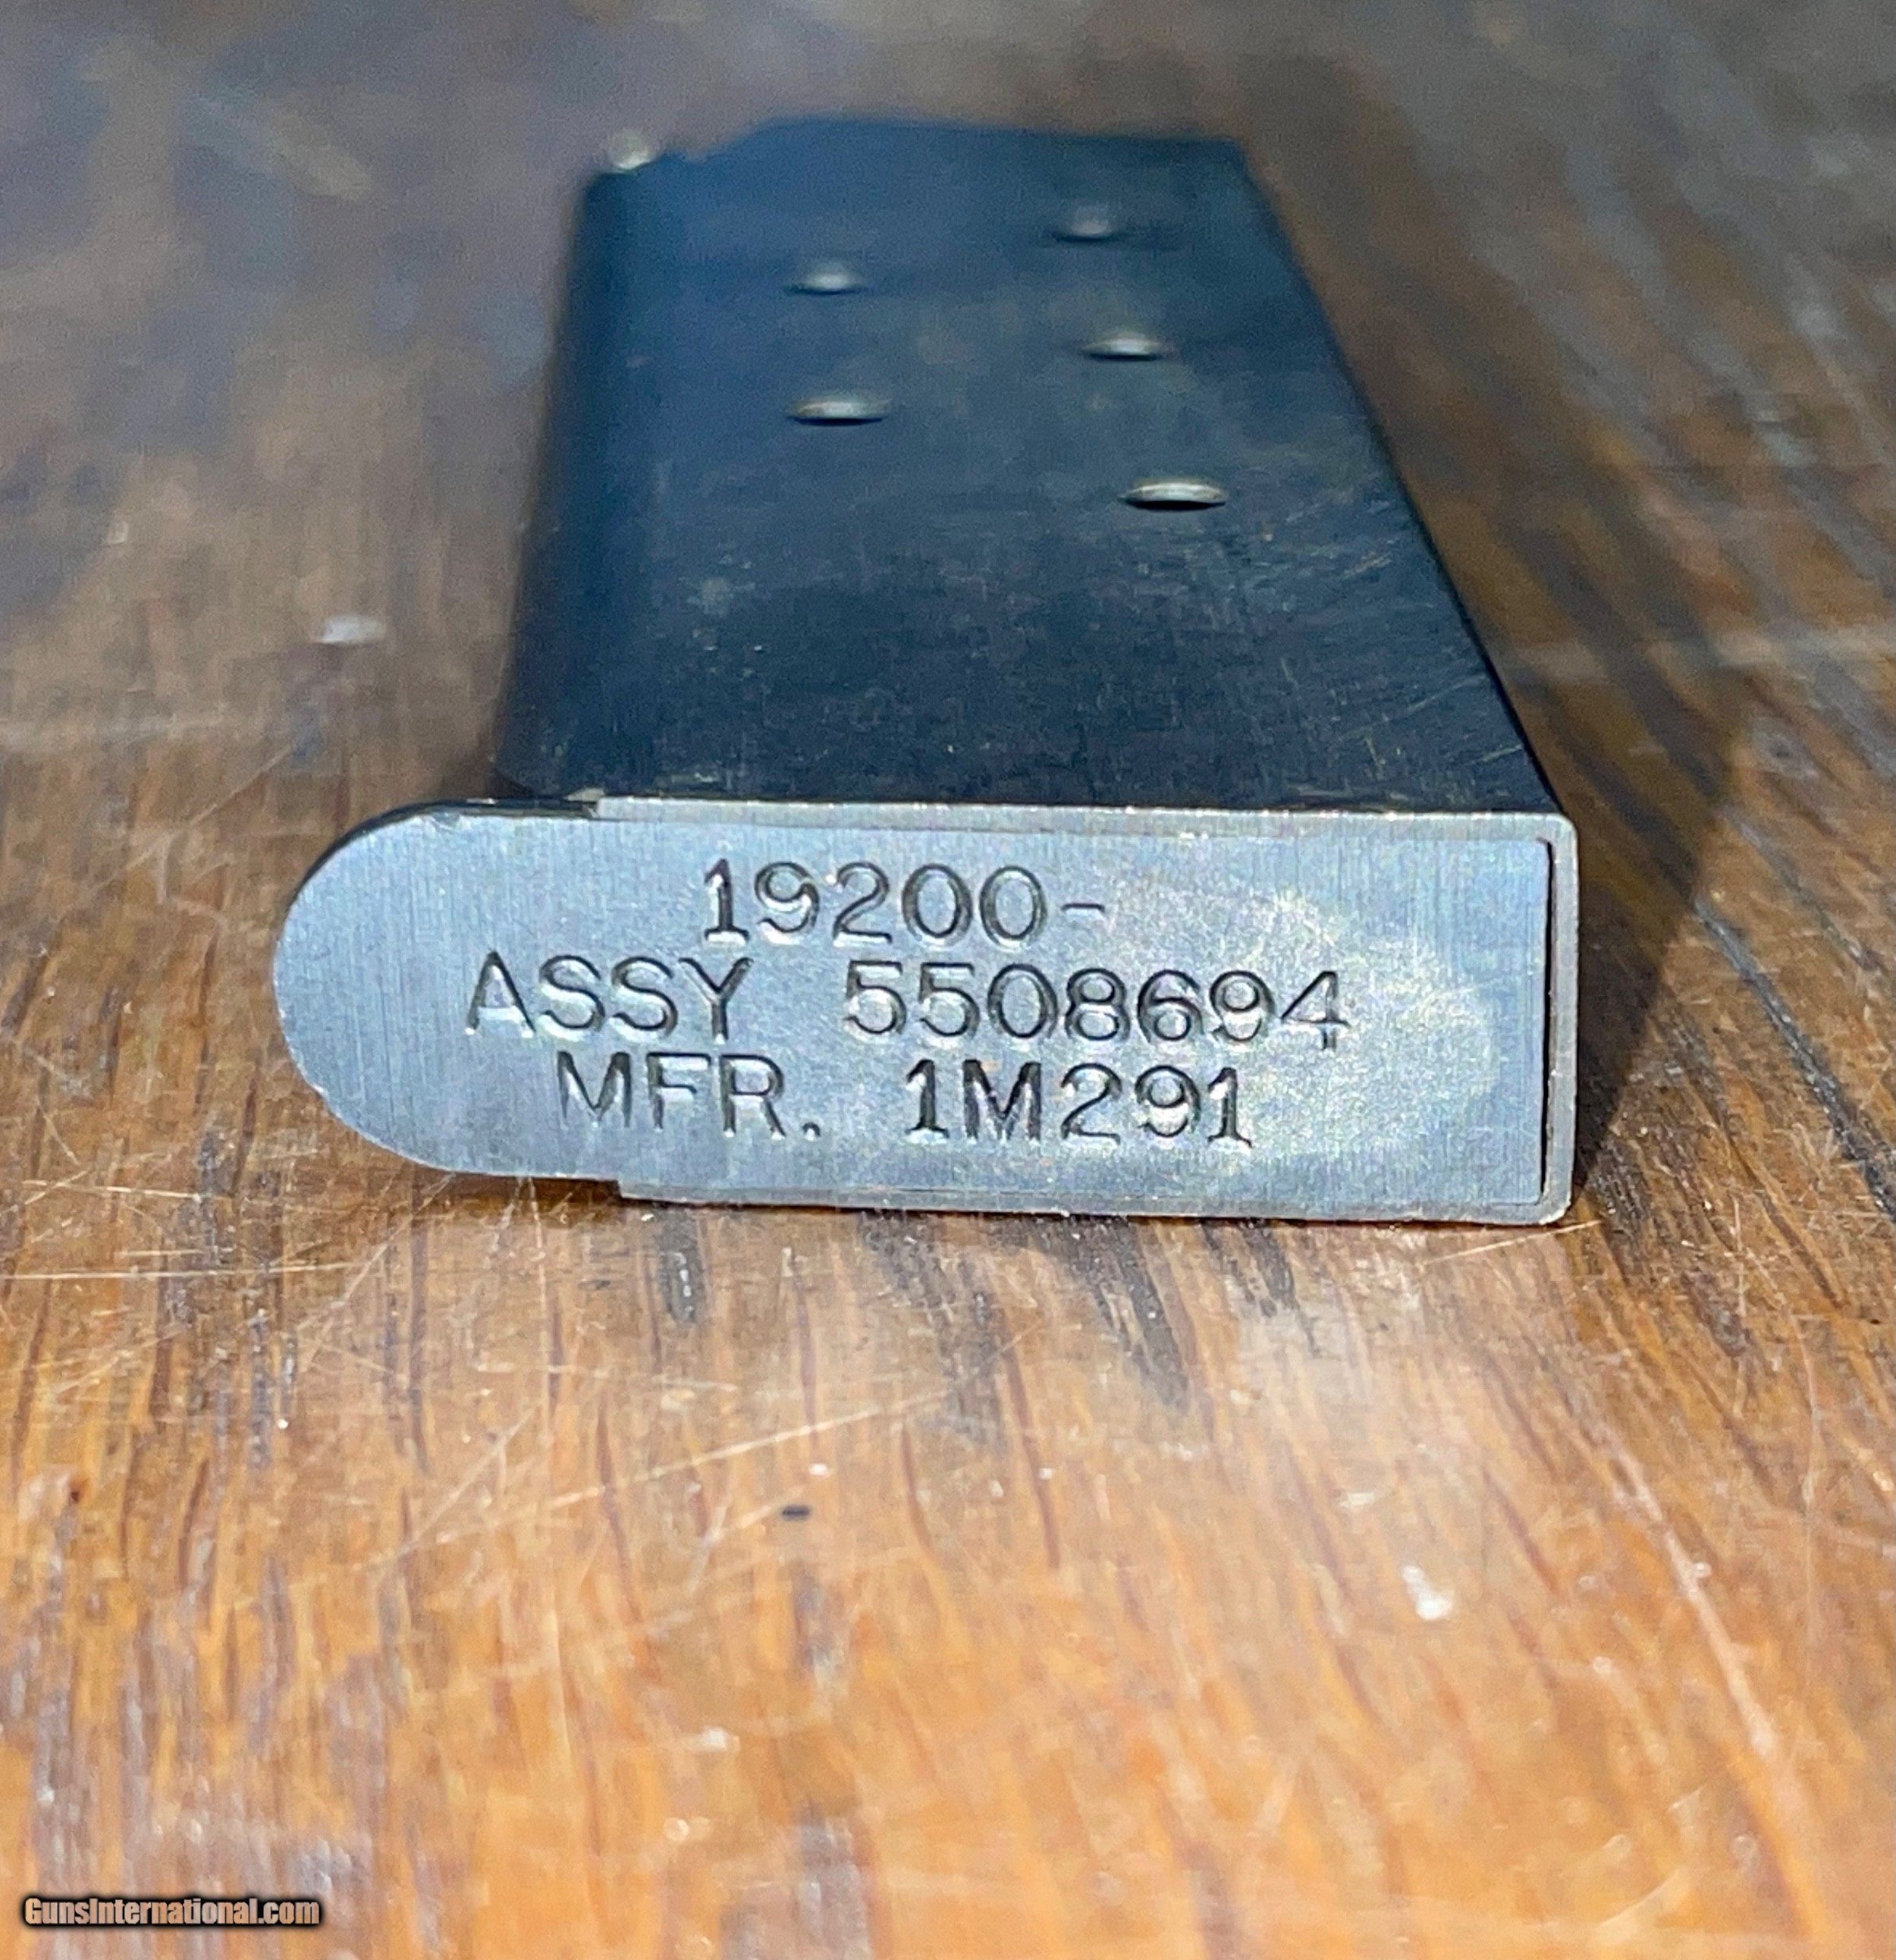 19200-
ASSY 5508694
MFR. 1M291
GunsInternational.com